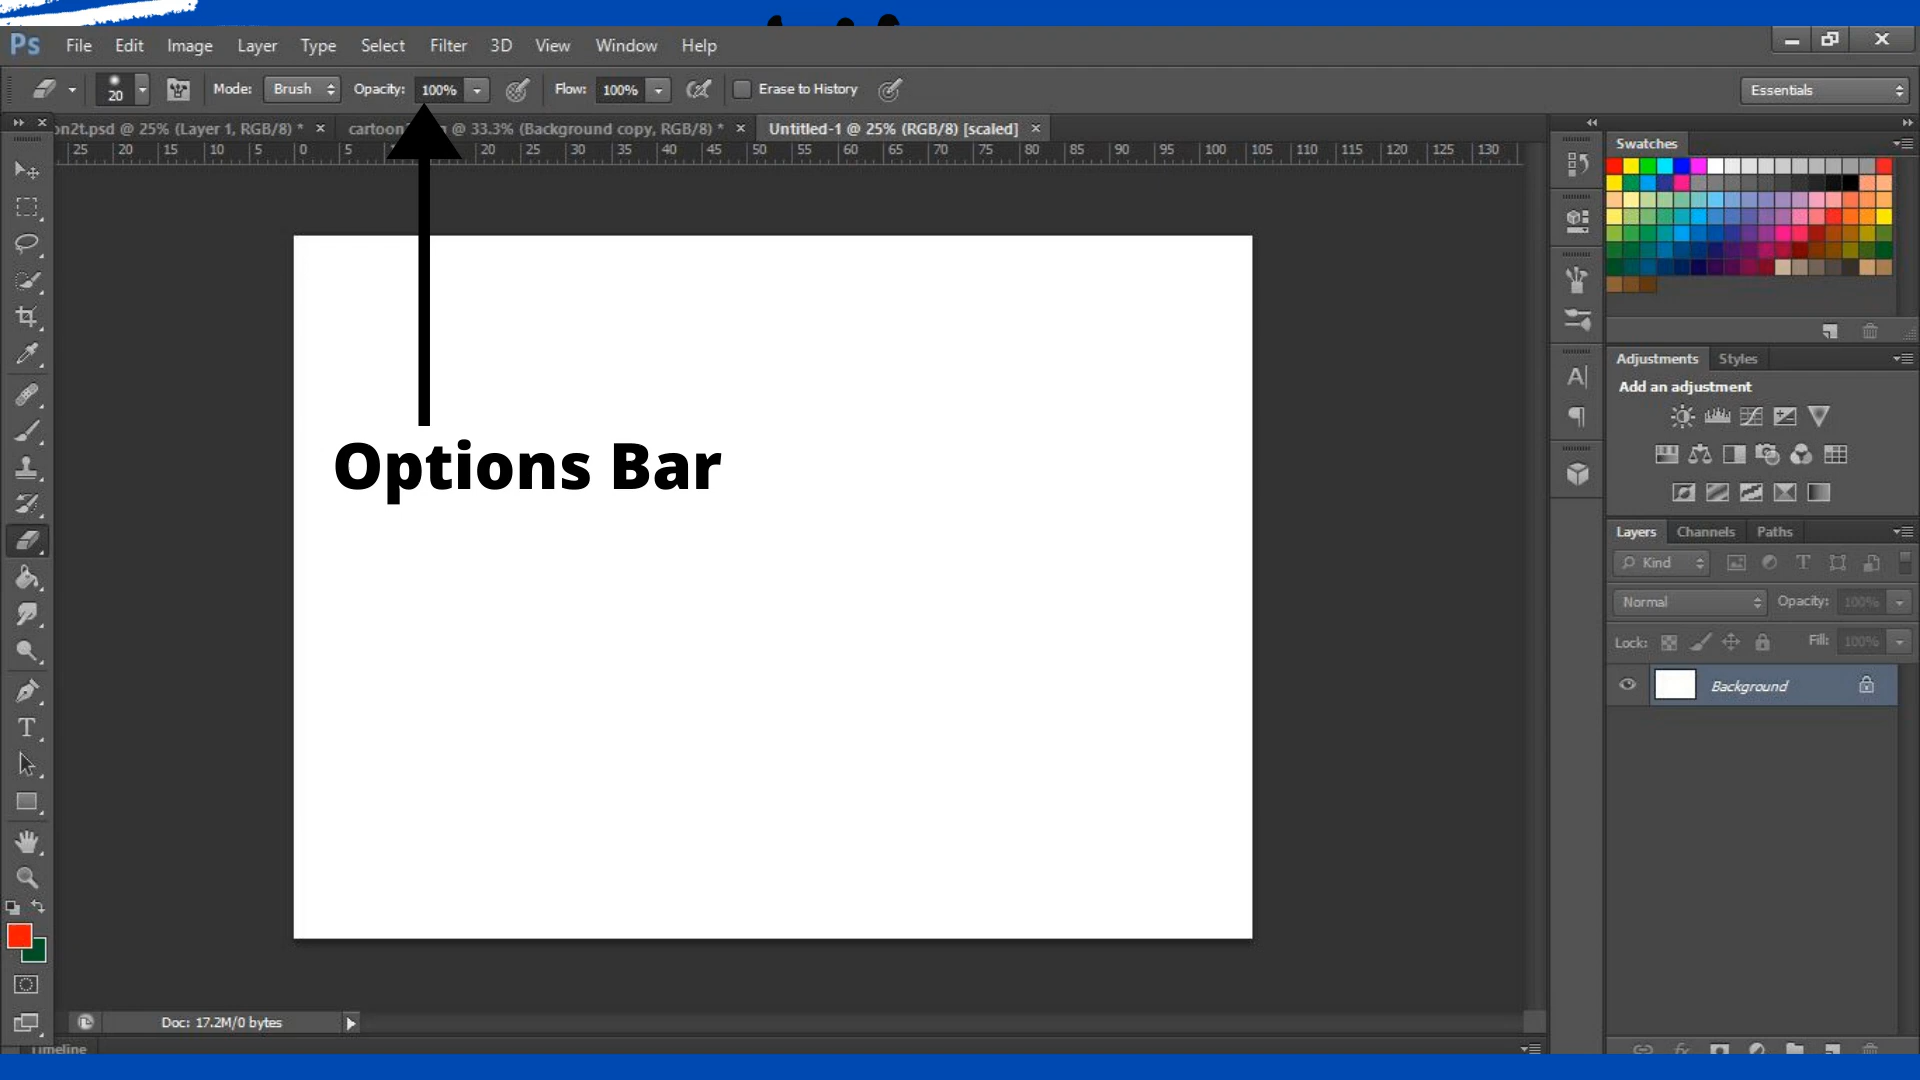 Ps File Edit Image Layer Type Select Filter 3D View Window Help
20 Mode: Brush Opacity: 100% Flow: 100% Erase to History Essentials
on2t.psd @ 25% (Layer 1, RGB/8) * × @ 33.3% (Background copy, RGB/8) * × Untitled-1 @ 25% (RGB/8) [scaled] ×
25 20 15 10 5 0 5 20 25 30 35 40 45 50 55 60 65 70 75 80 85 90 95 100 105 110 115 120 125 130
Swatches
Adjustments Styles
Add an adjustment
Options Bar
Layers Channels Paths
Kind
Normal Opacity: 100%
Lock: Fill: 100%
Background
Doc: 17.2M/0 bytes
Timeline